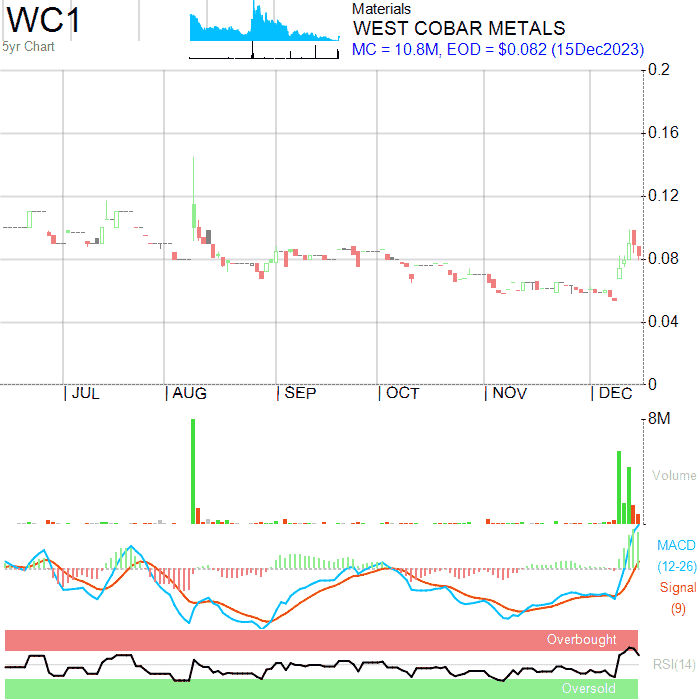 WC1
5yr Chart
Materials
WEST COBAR METALS
MC = 10.8M, EOD = $0.082 (15Dec2023)
0.2
0.16
0.12
0.08
0.04
0
JUL AUG SEP OCT NOV DEC
8M
Volume
MACD
(12-26)
Signal
(9)
Overbought
RSI(14)
Oversold